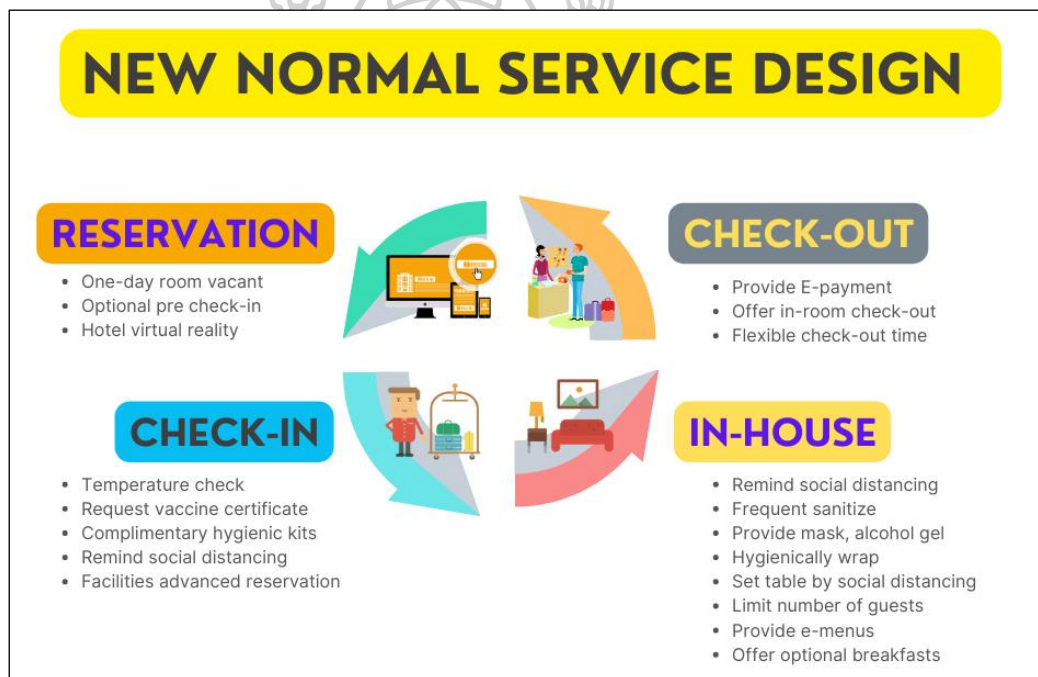 NEW NORMAL SERVICE DESIGN
RESERVATION
• One-day room vacant
• Optional pre check-in
• Hotel virtual reality
CHECK-OUT
• Provide E-payment
• Offer in-room check-out
• Flexible check-out time
CHECK-IN
• Temperature check
• Request vaccine certificate
• Complimentary hygienic kits
• Remind social distancing
• Facilities advanced reservation
IN-HOUSE
• Remind social distancing
• Frequent sanitize
• Provide mask, alcohol gel
• Hygienically wrap
• Set table by social distancing
• Limit number of guests
• Provide e-menus
• Offer optional breakfasts